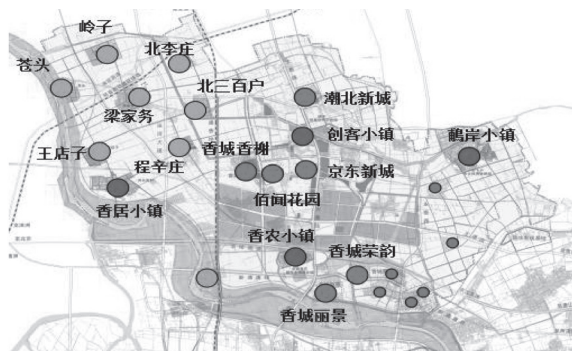 岭子
北李庄
苍头
北三百户
梁家务
潮北新城
创客小镇
鹤岸小镇
王店子
程辛庄
香城香榭
京东新城
佰闻花园
香居小镇
香农小镇
香城荣韵
香城丽景